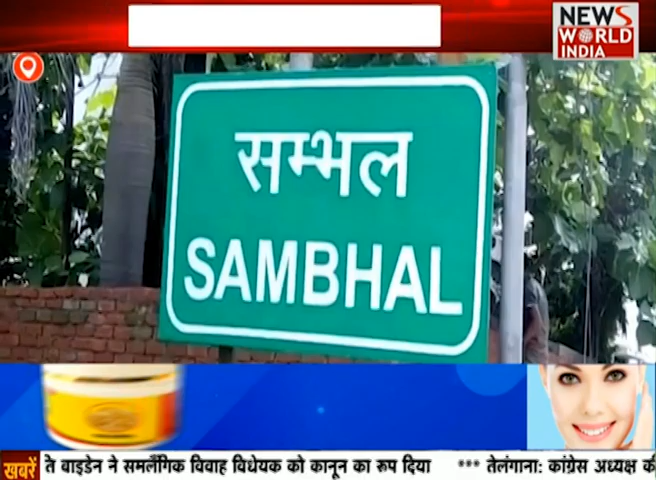 NEWS
WORLD
INDIA
सम्भल
SAMBHAL
खबरें ते बाइडेन ने समलैंगिक विवाह विधेयक को कानून का रूप दिया *** तेलंगाना: कांग्रेस अध्यक्ष की